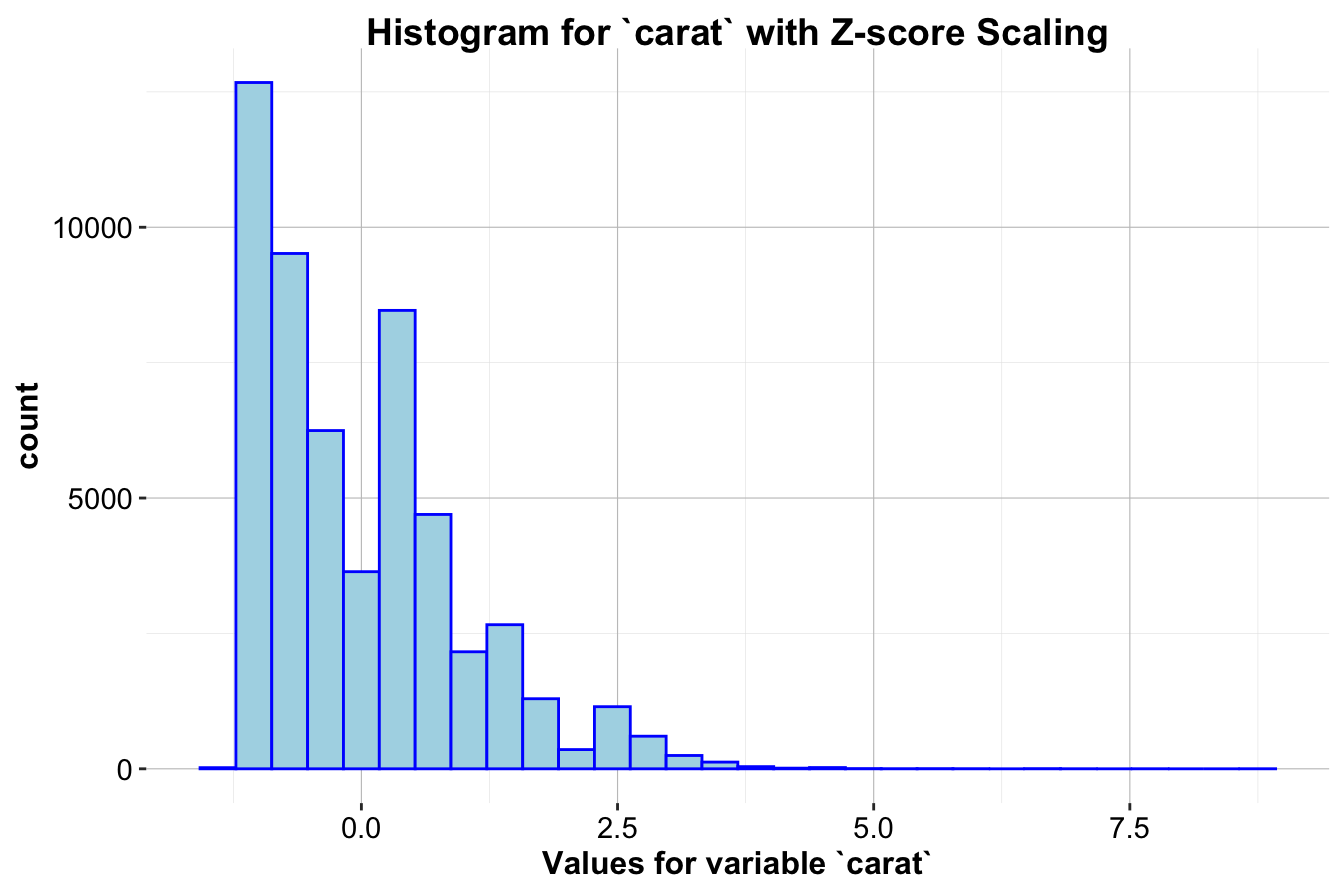 Histogram for `carat` with Z-score Scaling
count
10000
5000
0
0.0 2.5 5.0 7.5
Values for variable `carat`